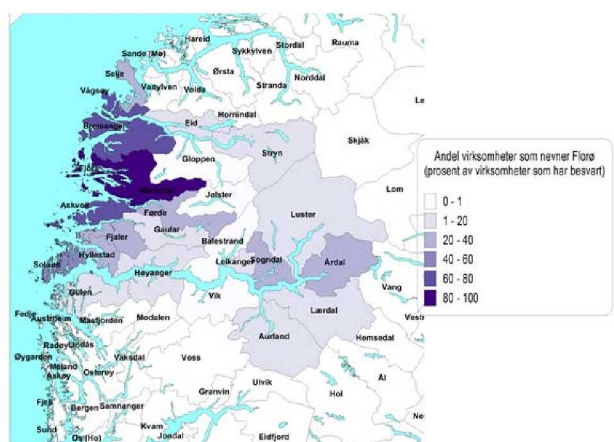 Hareid
Stordal
Rauma
Sande (Mø)
Sykkylven
Ørsta
Norddal
Selje
Vanylven
Volda
Stranda
Vågsøy
Hornindal
Bremanger
Eid
Stryn
Skjåk
Gloppen
Lom
Jølster
Askvoll
Førde
Luster
Gaular
Fjaler
Balestrand
Hyllestad
Leikanger
Sogndal
Årdal
Solund
Høyanger
Vik
Vang
Gulen
Lærdal
Fedje
Austrheim
Masfjorden
Modalen
Aurland
Hemsedal
Radøy
Lindås
Øygarden
Meland
Vaksdal
Voss
Askøy
Osterøy
Ulvik
Ål
Fjell
Bergen
Samnanger
Granvin
Hol
Sund
Os (Ho)
Kvam
Jondal
Eidfjord
Andel virksomheter som nevner Florø
(prosent av virksomheter som har besvart)
0 - 1
1 - 20
20 - 40
40 - 60
60 - 80
80 - 100